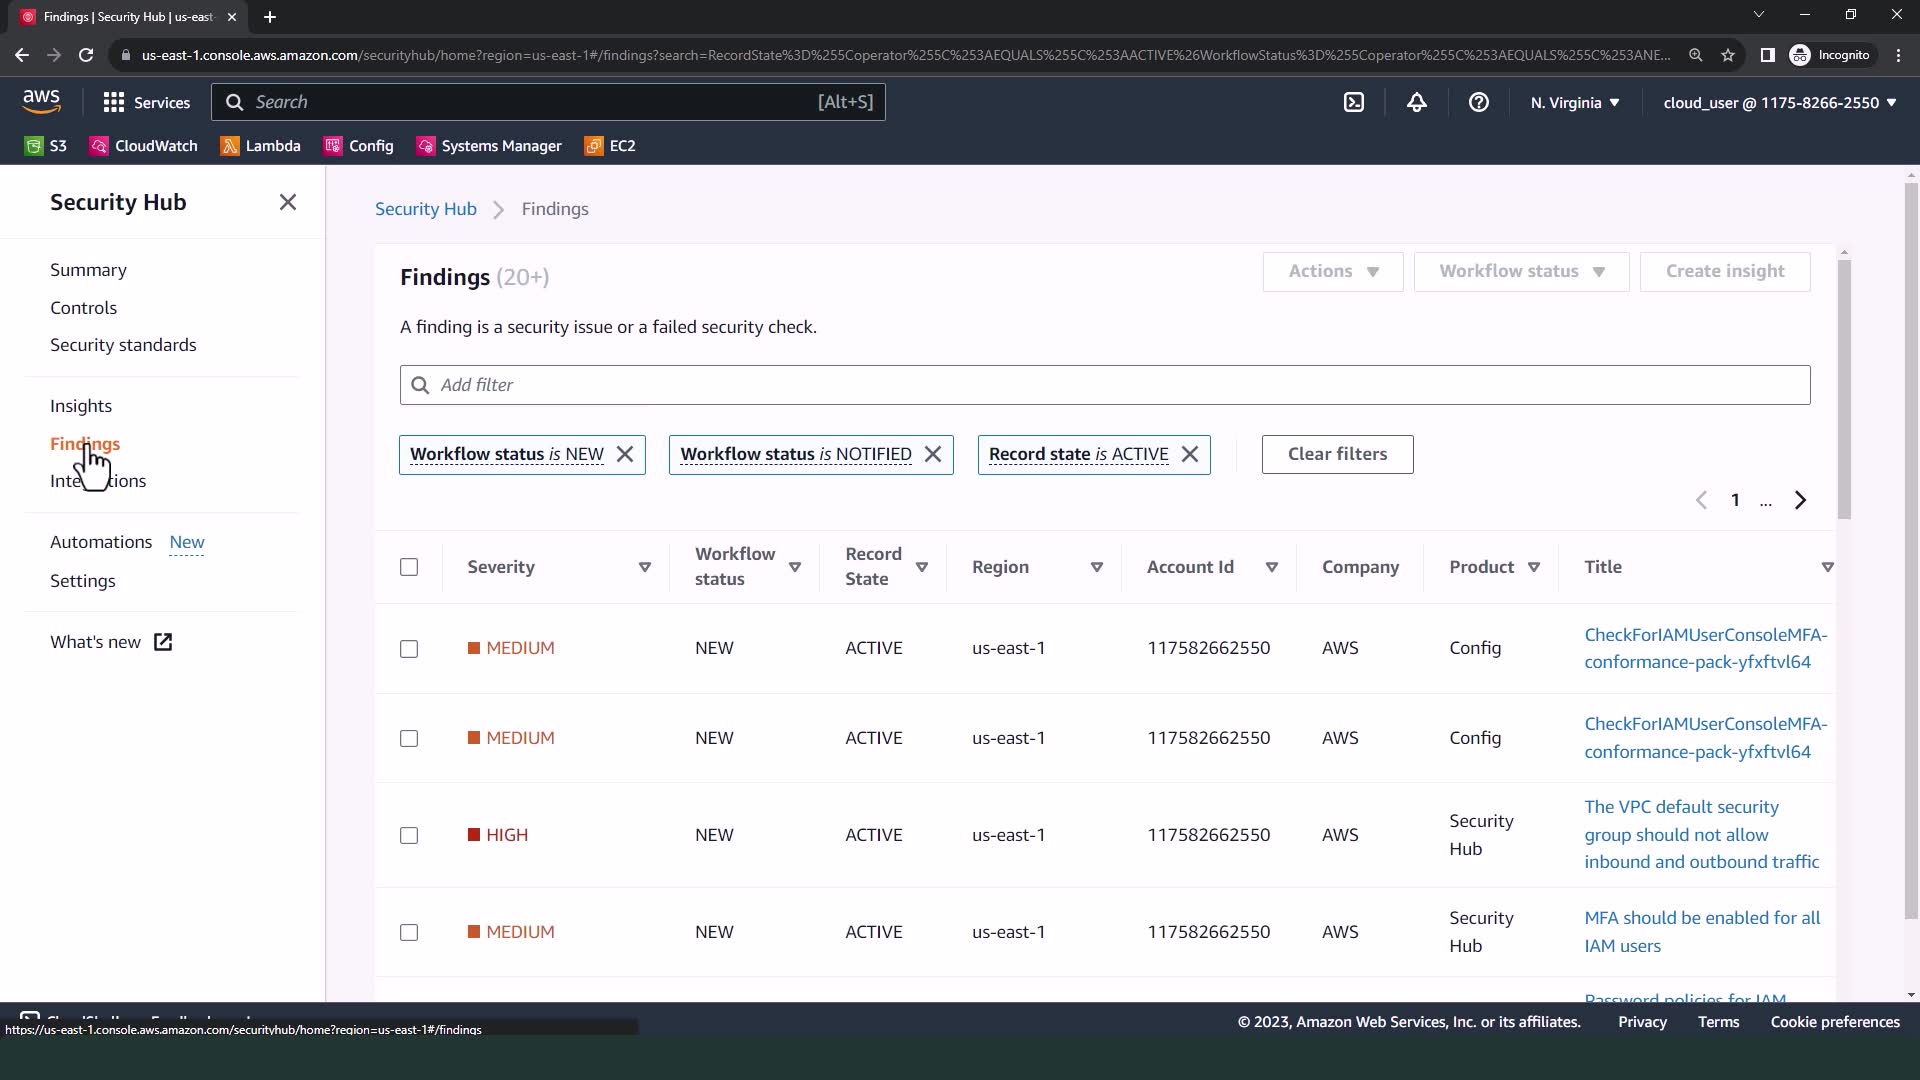 Findings | Security Hub | us-east-
us-east-1.console.aws.amazon.com/securityhub/home?region=us-east-1#/findings?search=RecordState%3D%255Coperator%255C%253AEQUALS%255C%253AACTIVE%26WorkflowStatus%3D%255Coperator%255C%253AEQUALS%255C%253ANE...
Incognito
aws
Services
Search
[Alt+S]
N. Virginia
cloud_user @ 1175-8266-2550
S3
CloudWatch
Lambda
Config
Systems Manager
EC2
Security Hub
Summary
Controls
Security standards
Insights
Findings
Automations New
Settings
What's new
Security Hub
Findings
Findings (20+)
Actions
Workflow status
Create insight
A finding is a security issue or a failed security check.
Add filter
Workflow status is NEW
Workflow status is NOTIFIED
Record state is ACTIVE
Clear filters
1 ...
Severity
Workflow
status
Record
State
Region
Account Id
Company
Product
Title
MEDIUM NEW ACTIVE us-east-1 117582662550 AWS Config
CheckForIAMUserConsoleMFA-
conformance-pack-yfxftvl64
MEDIUM NEW ACTIVE us-east-1 117582662550 AWS Config
CheckForIAMUserConsoleMFA-
conformance-pack-yfxftvl64
HIGH NEW ACTIVE us-east-1 117582662550 AWS
Security
Hub
The VPC default security
group should not allow
inbound and outbound traffic
MEDIUM NEW ACTIVE us-east-1 117582662550 AWS
Security
Hub
MFA should be enabled for all
IAM users
Password policies for IAM
https://us-east-1.console.aws.amazon.com/securityhub/home?region=us-east-1#/findings
© 2023, Amazon Web Services, Inc. or its affiliates.
Privacy
Terms
Cookie preferences